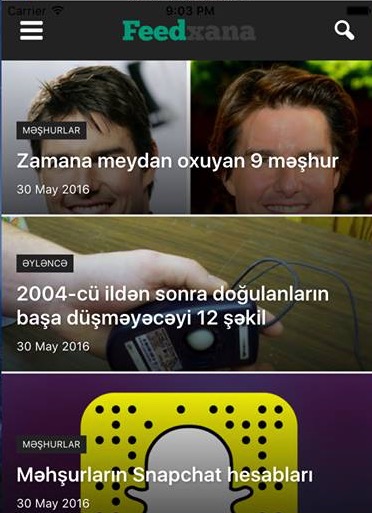 Carrier 9:03 PM
Feedxana
MƏŞHURLAR
Zamana meydan oxuyan 9 məşhur
30 May 2016
ƏYLƏNCƏ
2004-cü ildən sonra doğulanların
başa düşməyəcəyi 12 şəkil
30 May 2016
MƏŞHURLAR
Məhşurların Snapchat hesabları
30 May 2016